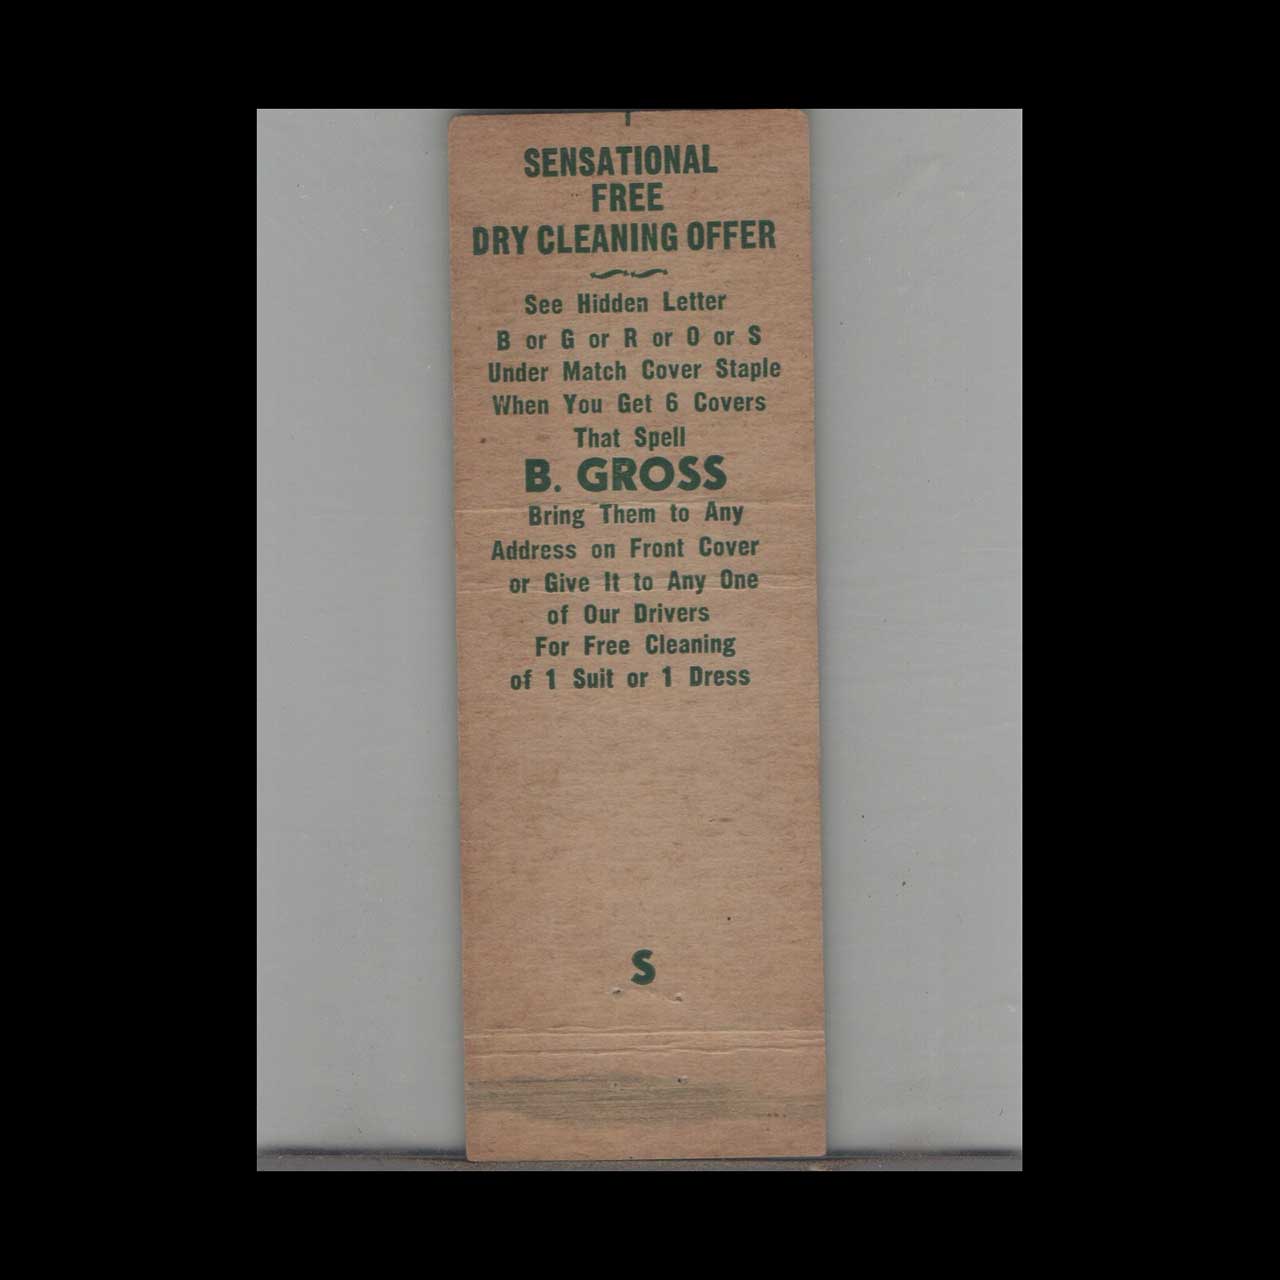 SENSATIONAL
FREE
DRY CLEANING OFFER
See Hidden Letter
B or G or R or O or S
Under Match Cover Staple
When You Get 6 Covers
That Spell
B. GROSS
Bring Them to Any
Address on Front Cover
or Give It to Any One
of Our Drivers
For Free Cleaning
of 1 Suit or 1 Dress
S